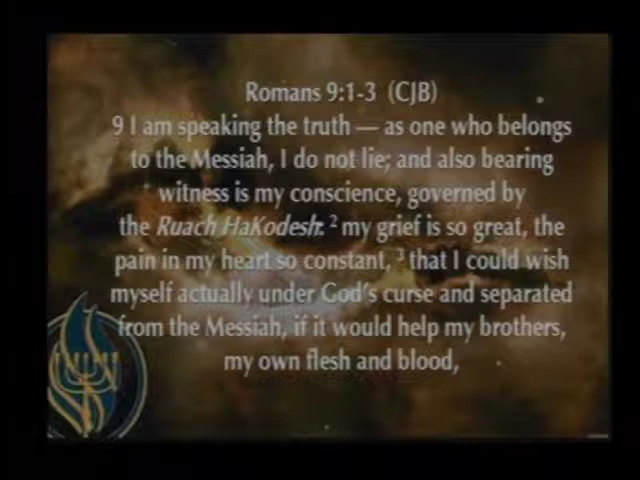 Romans 9:1-3 (CJB)
9 I am speaking the truth — as one who belongs
to the Messiah, I do not lie; and also bearing
witness is my conscience, governed by
the Ruach HaKodesh: ² my grief is so great, the
pain in my heart so constant, ³ that I could wish
myself actually under God's curse and separated
from the Messiah, if it would help my brothers,
my own flesh and blood,